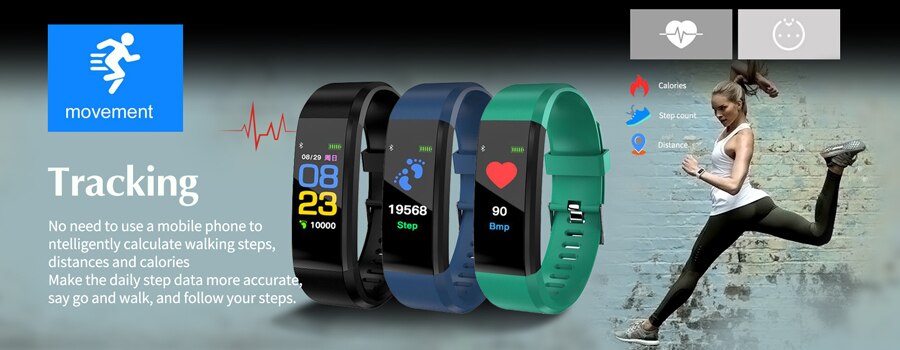 movement
Tracking
No need to use a mobile phone to
ntelligently calculate walking steps,
distances and calories
Make the daily step data more accurate,
say go and walk, and follow your steps.
08/29 周日
08
23
10000
19568
Step
90
Bmp
Calories
Step count
Distance